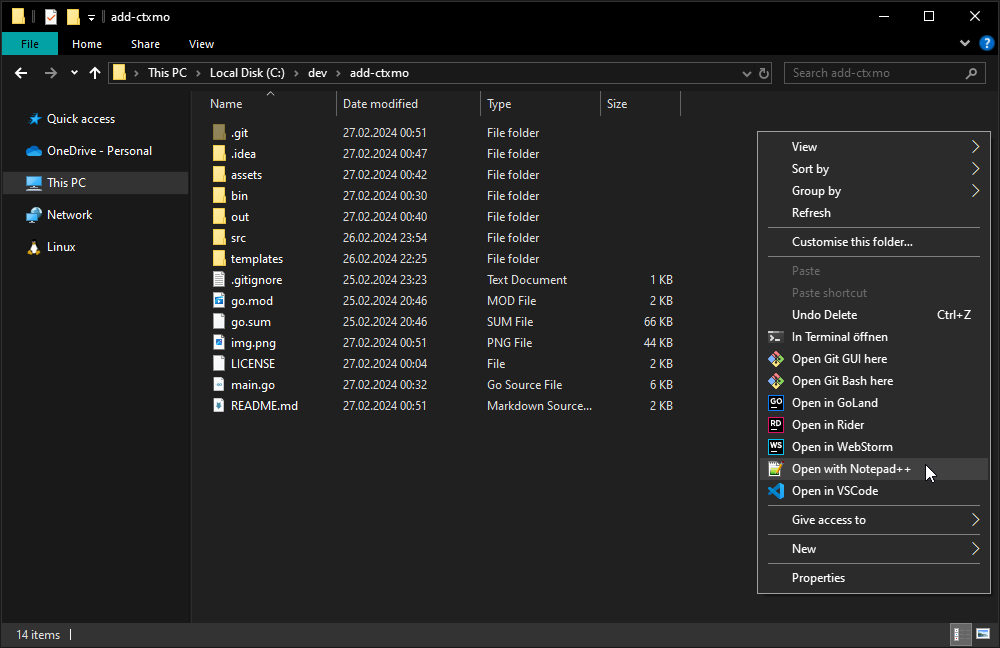 add-ctxmo
File Home Share View
This PC Local Disk (C:) dev add-ctxmo
Search add-ctxmo
Quick access
OneDrive - Personal
This PC
Network
Linux
Name Date modified Type Size
.git 27.02.2024 00:51 File folder
.idea 27.02.2024 00:47 File folder
assets 27.02.2024 00:42 File folder
bin 27.02.2024 00:30 File folder
out 27.02.2024 00:40 File folder
src 26.02.2024 23:54 File folder
templates 26.02.2024 22:25 File folder
.gitignore 25.02.2024 23:23 Text Document 1 KB
go.mod 25.02.2024 20:46 MOD File 2 KB
go.sum 25.02.2024 20:46 SUM File 66 KB
img.png 27.02.2024 00:51 PNG File 44 KB
LICENSE 27.02.2024 00:04 File 2 KB
main.go 27.02.2024 00:32 Go Source File 6 KB
README.md 27.02.2024 00:51 Markdown Source... 2 KB
View
Sort by
Group by
Refresh
Customise this folder...
Paste
Paste shortcut
Undo Delete Ctrl+Z
In Terminal öffnen
Open Git GUI here
Open Git Bash here
GO Open in GoLand
RD Open in Rider
WS Open in WebStorm
Open with Notepad++
Open in VSCode
Give access to
New
Properties
14 items